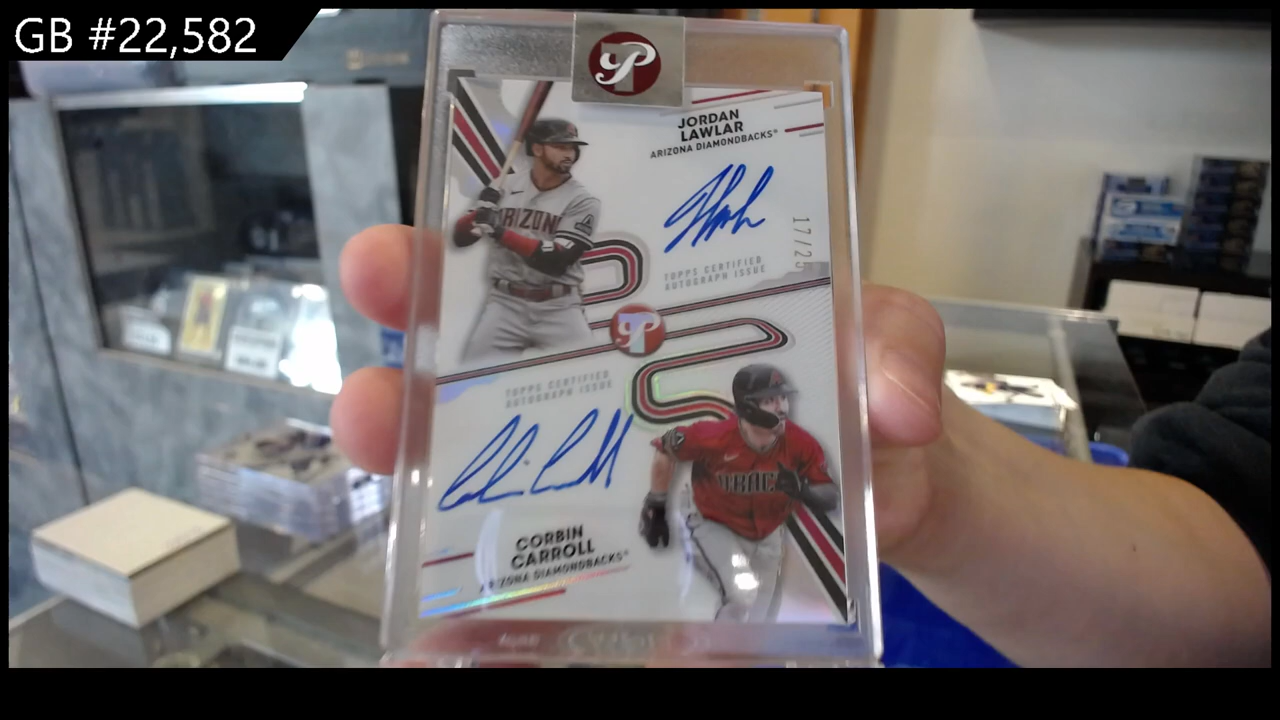 GB #22,582
JORDAN
LAWLAR
ARIZONA DIAMONDBACKS®
17/25
TOPPS CERTIFIED
AUTOGRAPH ISSUE
ARIZONA
TOPPS CERTIFIED
AUTOGRAPH ISSUE
CORBIN
CARROLL
ARIZONA DIAMONDBACKS®